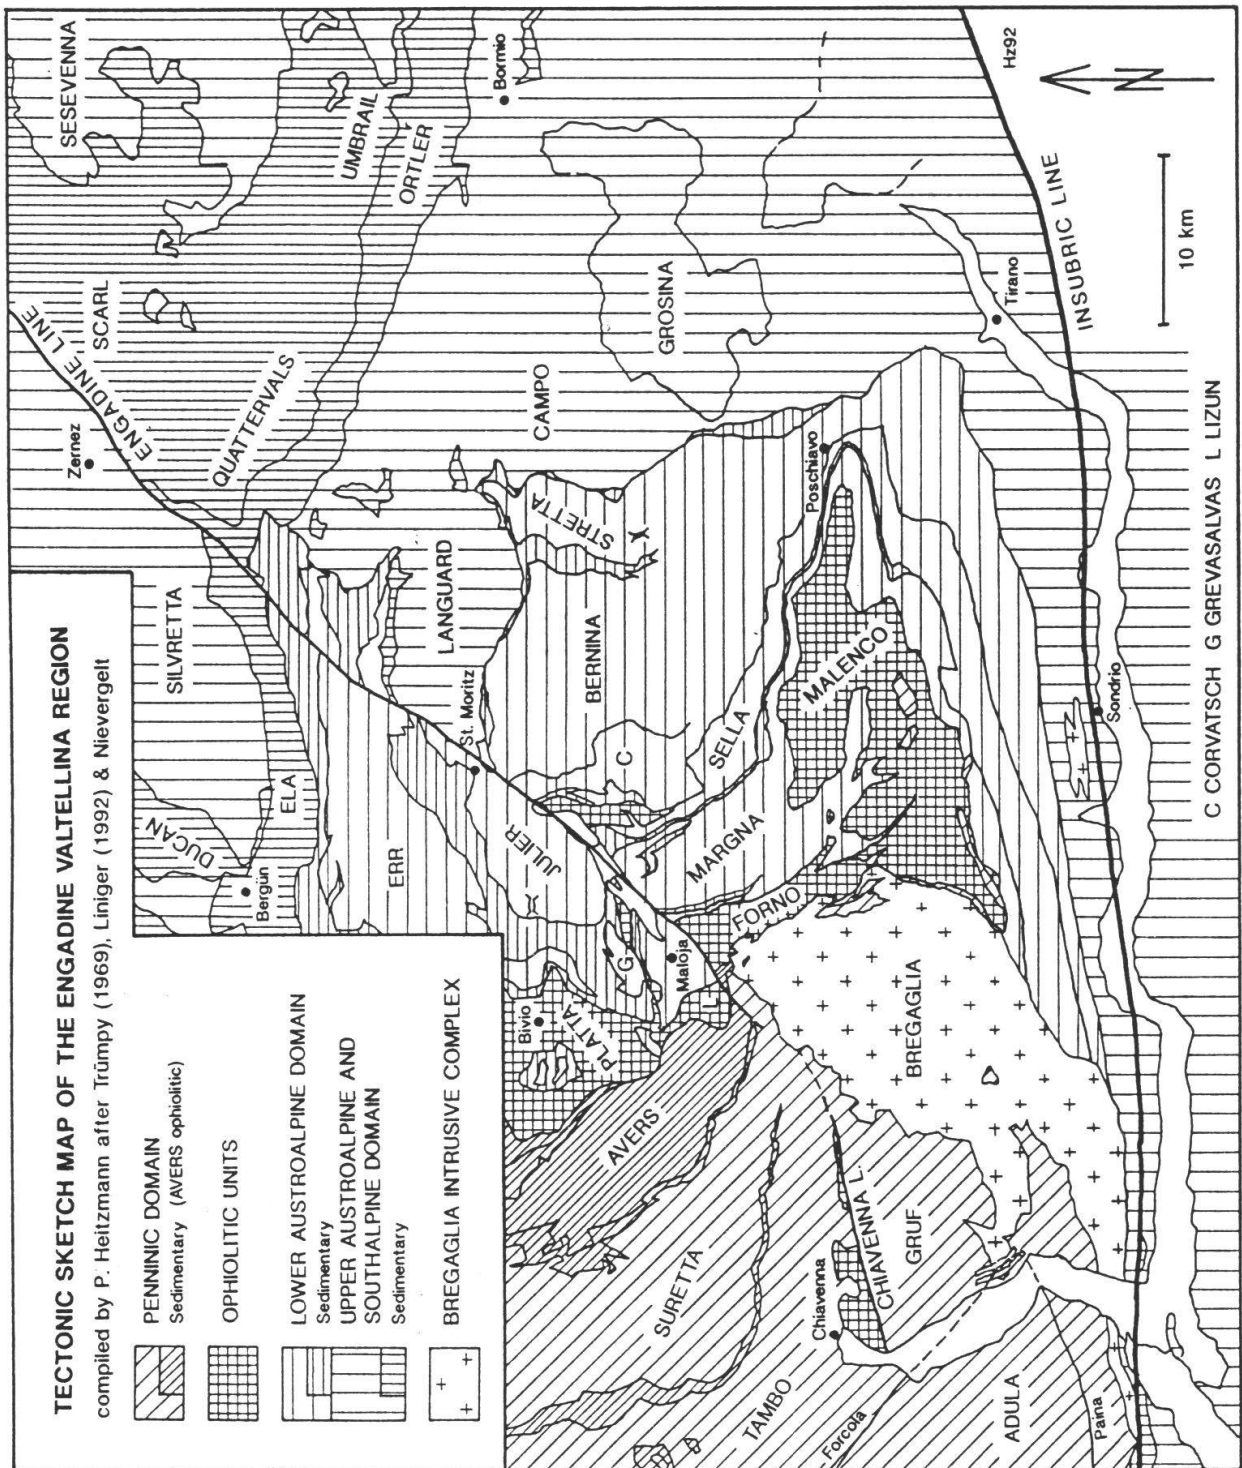 TECTONIC SKETCH MAP OF THE ENGADINE VALTELLINA REGION
compiled by P. Heitzmann after Trümpy (1969), Liniger (1992) & Nievergelt
PENNINIC DOMAIN
Sedimentary (AVERS ophiolitic)
OPHIOLITIC UNITS
LOWER AUSTROALPINE DOMAIN
Sedimentary
UPPER AUSTROALPINE AND
SOUTHALPINE DOMAIN
Sedimentary
BREGAGLIA INTRUSIVE COMPLEX
SESEVENNA
SCARL
ENGADINE LINE
Zernez
UMBRAIL
ORTLER
Bormio
QUATTERVALS
SILVRETTA
DUCAN
Bergün
ELA
ERR
LANGUARD
St. Moritz
CAMPO
GROSINA
STRETTA
BERNINA
JULIER
C
SELLA
Poschiavo
MALENCO
Tirano
MARGNA
FORNO
Bivio
PLATTA
G
Maloja
L
AVERS
SURETTA
TAMBO
Chiavenna
CHIAVENNA L.
GRUF
BREGAGLIA
Forcola
ADULA
Paina
Sondrio
INSUBRIC LINE
Hz92
N
10 km
C CORVATSCH G GREVASALVAS L LIZUN